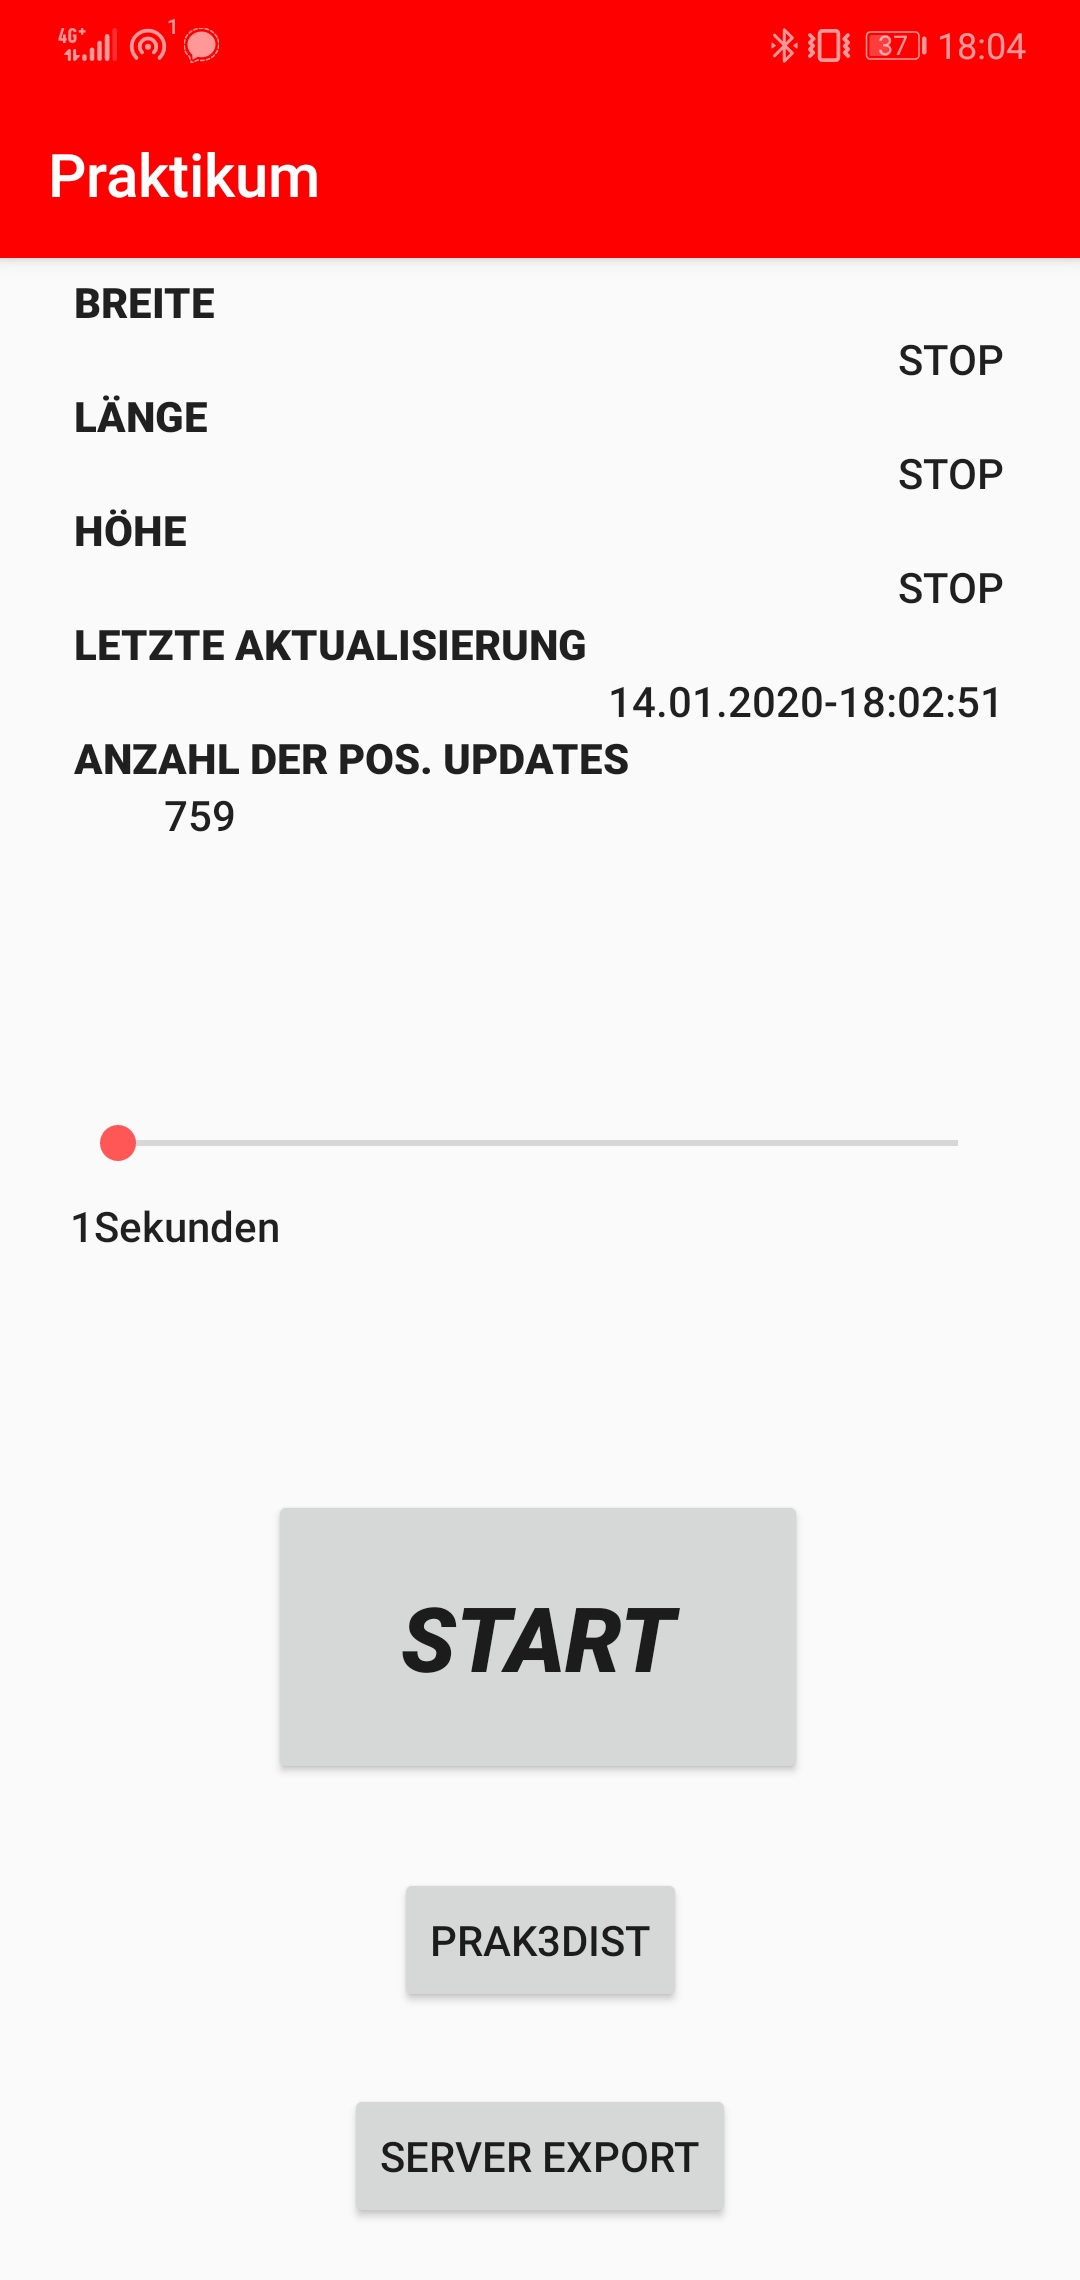 4G+ 1 37 18:04
Praktikum
BREITE
STOP
LÄNGE
STOP
HÖHE
STOP
LETZTE AKTUALISIERUNG
14.01.2020-18:02:51
ANZAHL DER POS. UPDATES
759
1Sekunden
START
PRAK3DIST
SERVER EXPORT